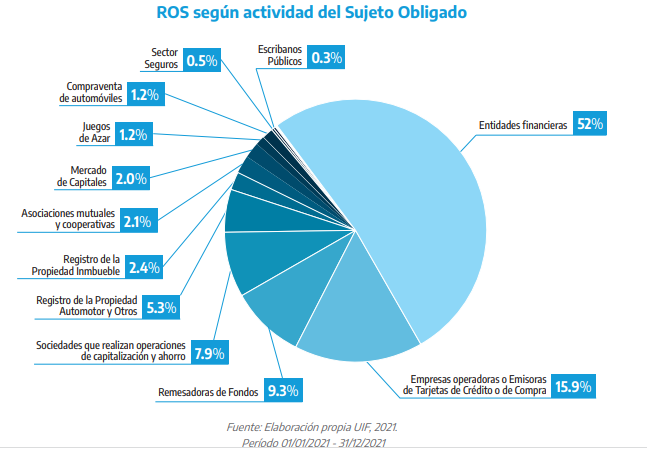 ROS según actividad del Sujeto Obligado
Escribanos
Públicos
0.3%
Sector
Seguros
0.5%
Compraventa
de automóviles
1.2%
Juegos
de Azar
1.2%
Mercado
de Capitales
2.0%
Asociaciones mutuales
y cooperativas
2.1%
Registro de la
Propiedad Inmbueble
2.4%
Registro de la Propiedad
Automotor y Otros
5.3%
Sociedades que realizan operaciones
de capitalización y ahorro
7.9%
Remesadoras de Fondos
9.3%
Entidades financieras
52%
Empresas operadoras o Emisoras
de Tarjetas de Crédito o de Compra
15.9%
Fuente: Elaboración propia UIF, 2021.
Período 01/01/2021 - 31/12/2021